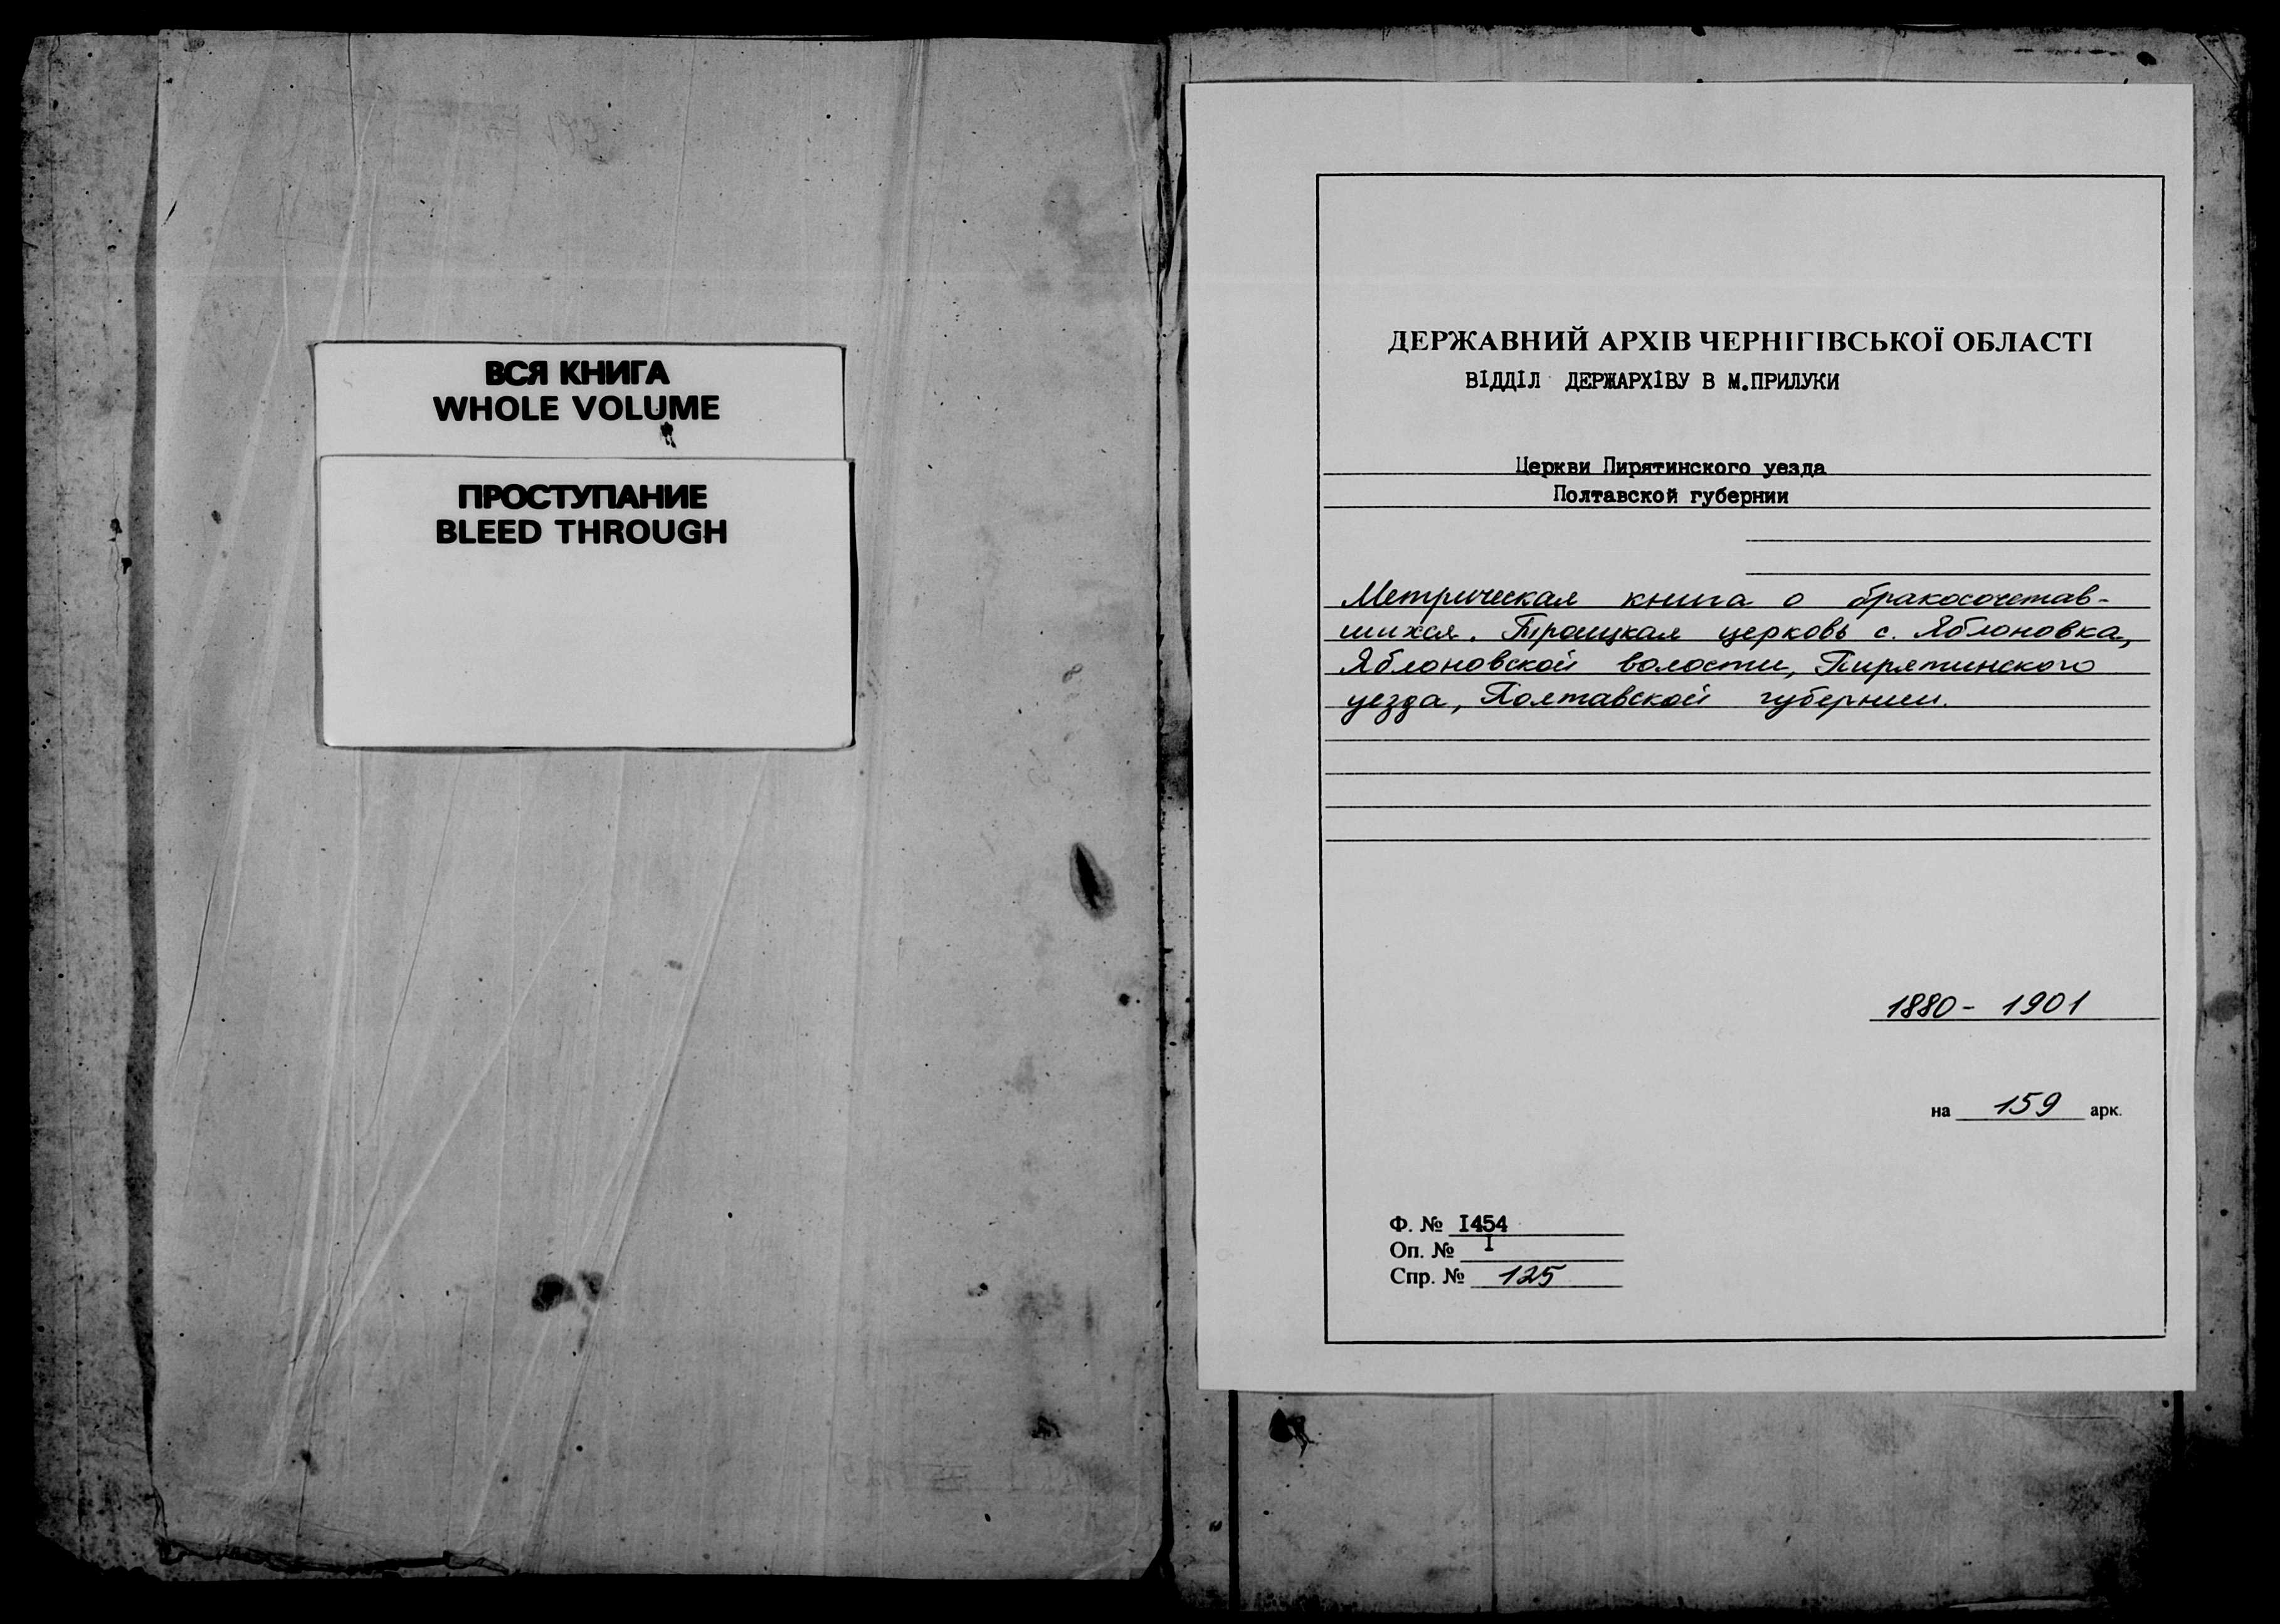 ВСЯ КНИГА
WHOLE VOLUME
ПРОСТУПАНИЕ
BLEED THROUGH
ДЕРЖАВНИЙ АРХІВ ЧЕРНІГІВСЬКОЇ ОБЛАСТІ
ВІДДІЛ ДЕРЖАРХІВУ В М.ПРИЛУКИ
Церкви Пирятинского уезда
Полтавской губернии
Метрическая книга о бракосочетав-
шихся. Троицкая церковь с. Яблоновка,
Яблоновской волости, Пирятинского
уезда, Полтавской губернии.
1880 - 1901
на 159 арк.
Ф. № I454
Оп. № I
Спр. № 125